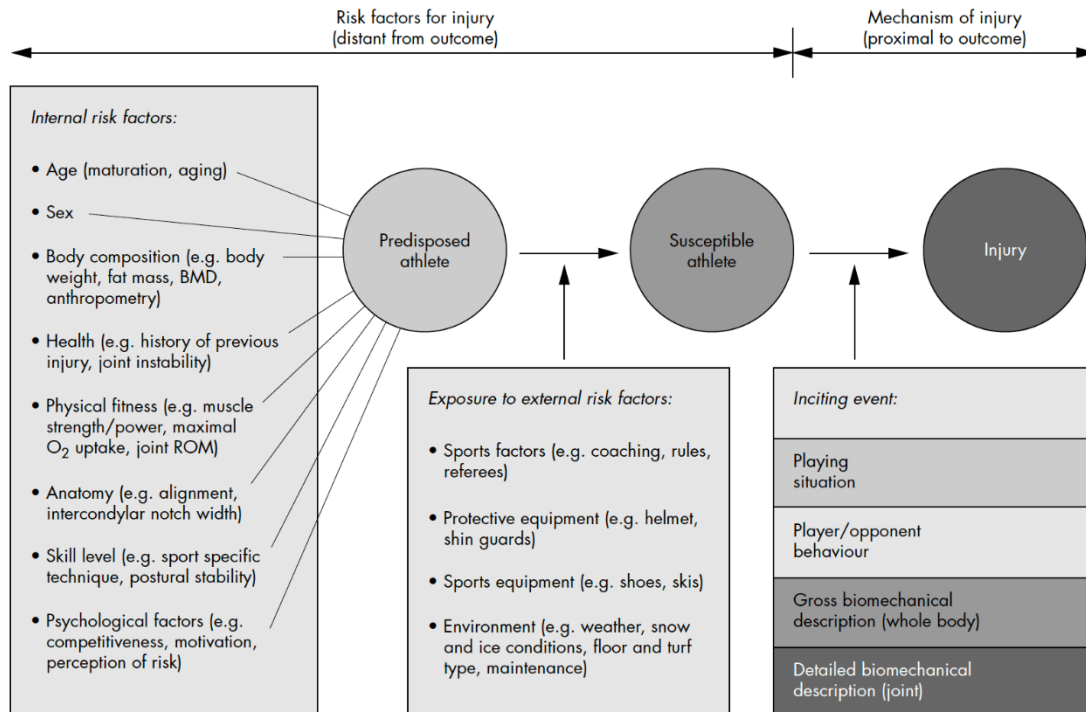 Risk factors for injury
(distant from outcome)
Mechanism of injury
(proximal to outcome)
Internal risk factors:
• Age (maturation, aging)
• Sex
• Body composition (e.g. body
weight, fat mass, BMD,
anthropometry)
• Health (e.g. history of previous
injury, joint instability)
• Physical fitness (e.g. muscle
strength/power, maximal
O2 uptake, joint ROM)
• Anatomy (e.g. alignment,
intercondylar notch width)
• Skill level (e.g. sport specific
technique, postural stability)
• Psychological factors (e.g.
competitiveness, motivation,
perception of risk)
Predisposed
athlete
Susceptible
athlete
Injury
Exposure to external risk factors:
• Sports factors (e.g. coaching, rules,
referees)
• Protective equipment (e.g. helmet,
shin guards)
• Sports equipment (e.g. shoes, skis)
• Environment (e.g. weather, snow
and ice conditions, floor and turf
type, maintenance)
Inciting event:
Playing
situation
Player/opponent
behaviour
Gross biomechanical
description (whole body)
Detailed biomechanical
description (joint)